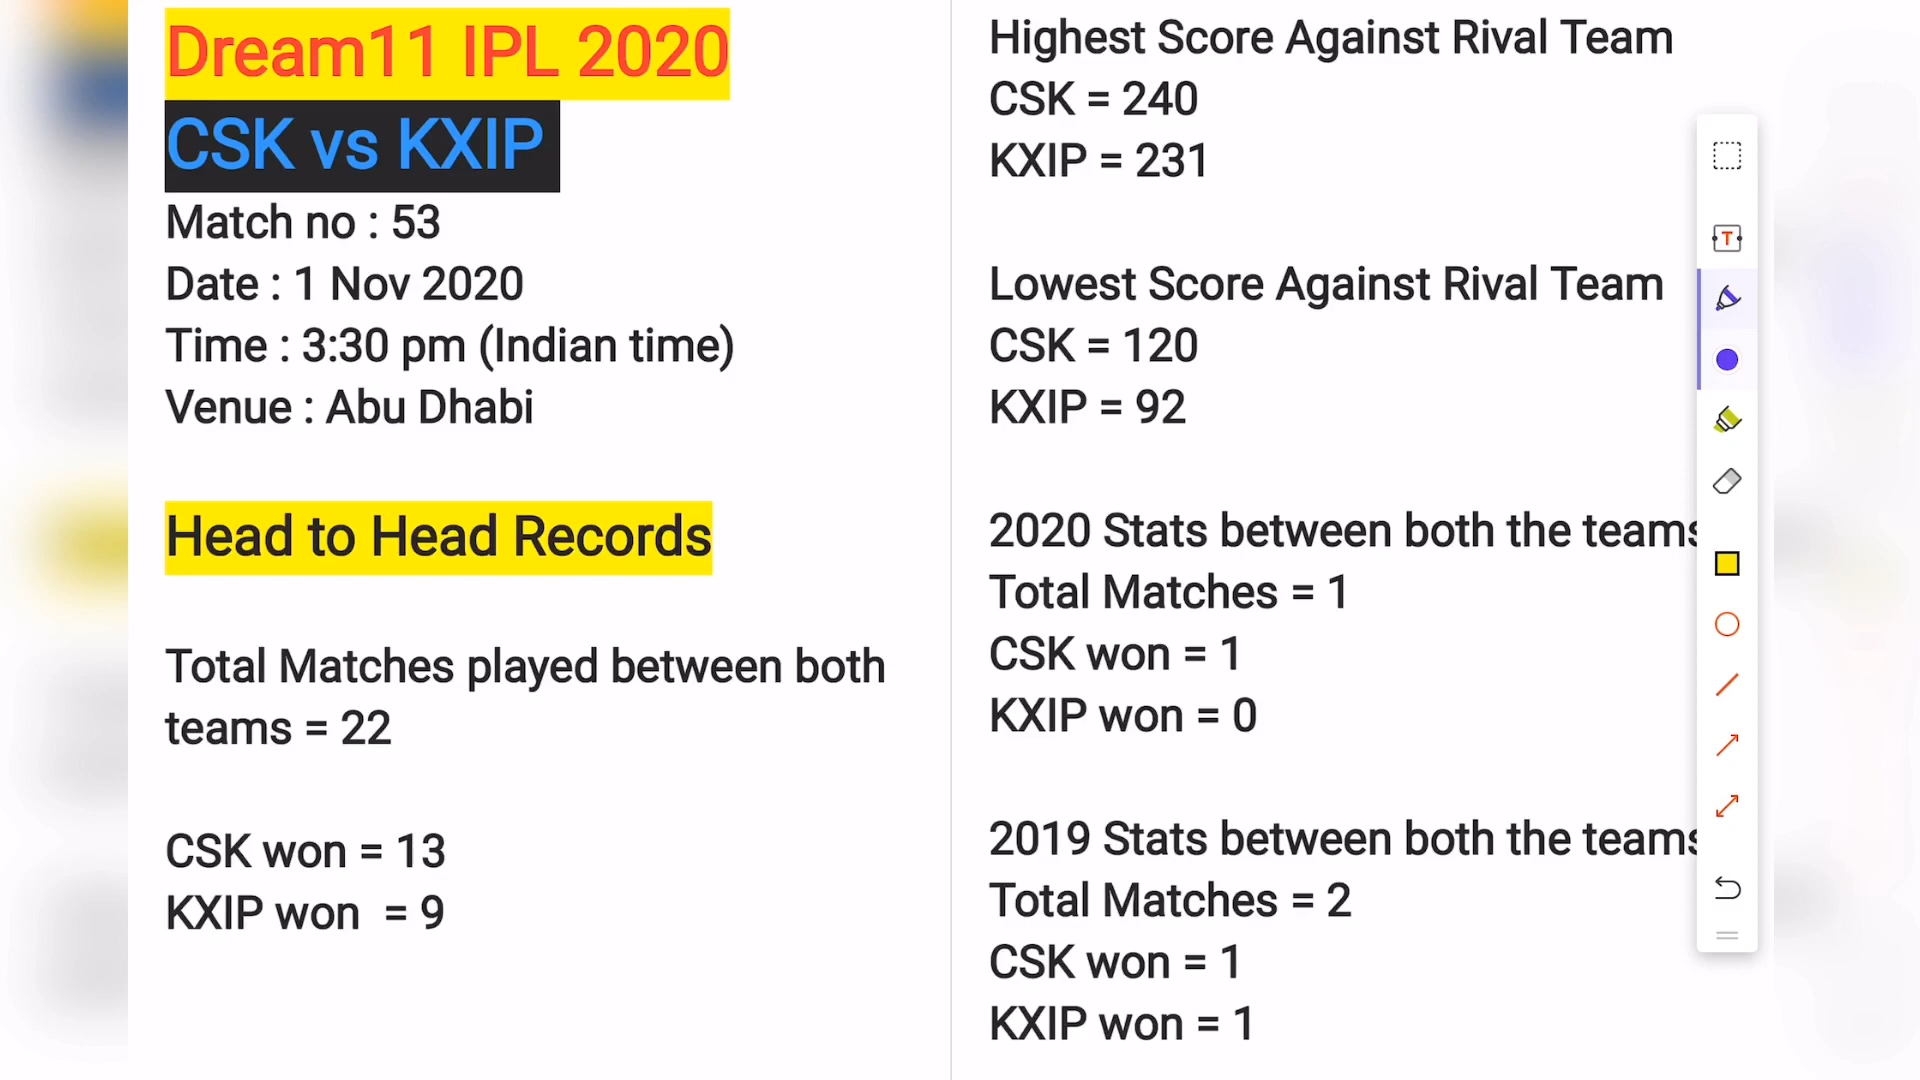 Dream11 IPL 2020
CSK vs KXIP
Match no : 53
Date : 1 Nov 2020
Time : 3:30 pm (Indian time)
Venue : Abu Dhabi
Head to Head Records
Total Matches played between both
teams = 22
CSK won = 13
KXIP won = 9
Highest Score Against Rival Team
CSK = 240
KXIP = 231
Lowest Score Against Rival Team
CSK = 120
KXIP = 92
2020 Stats between both the teams
Total Matches = 1
CSK won = 1
KXIP won = 0
2019 Stats between both the teams
Total Matches = 2
CSK won = 1
KXIP won = 1
T